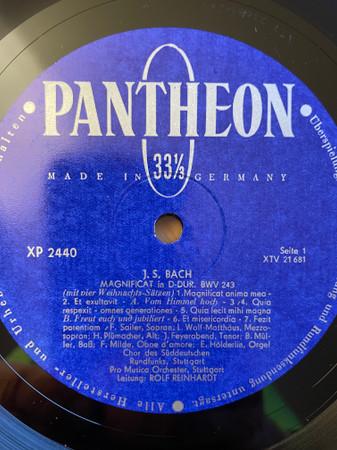 PANTHEON
33 1/3
MADE IN GERMANY
XP 2440
Seite 1
XTV 21681
J. S. BACH
MAGNIFICAT in D-DUR, BWV 243
(mit vier Weihnachts-Sätzen) 1. Magnificat anima mea -
2. Et exultavit - A. Vom Himmel hoch - 3./4. Quia
respexit - omnes generationes - 5. Quia fecit mihi magna
B. Freut euch und jubiliert - 6. Et misericordia - 7. Fecit
potentiam - F. Sailer, Sopran; L. Wolf-Matthäus, Mezzo-
sopran; H. Plümacher, Alt; J. Feyerabend, Tenor; B. Mül-
ler, Baß; F. Milde, Oboe d'amore; E. Hölderlin, Orgel
Chor des Süddeutschen
Rundfunks, Stuttgart
Pro Musica Orchester, Stuttgart
Leitung: ROLF REINHARDT
Alle Hersteller- und Urheber
und Rundfunksendung untersagt
Überspielung
halten